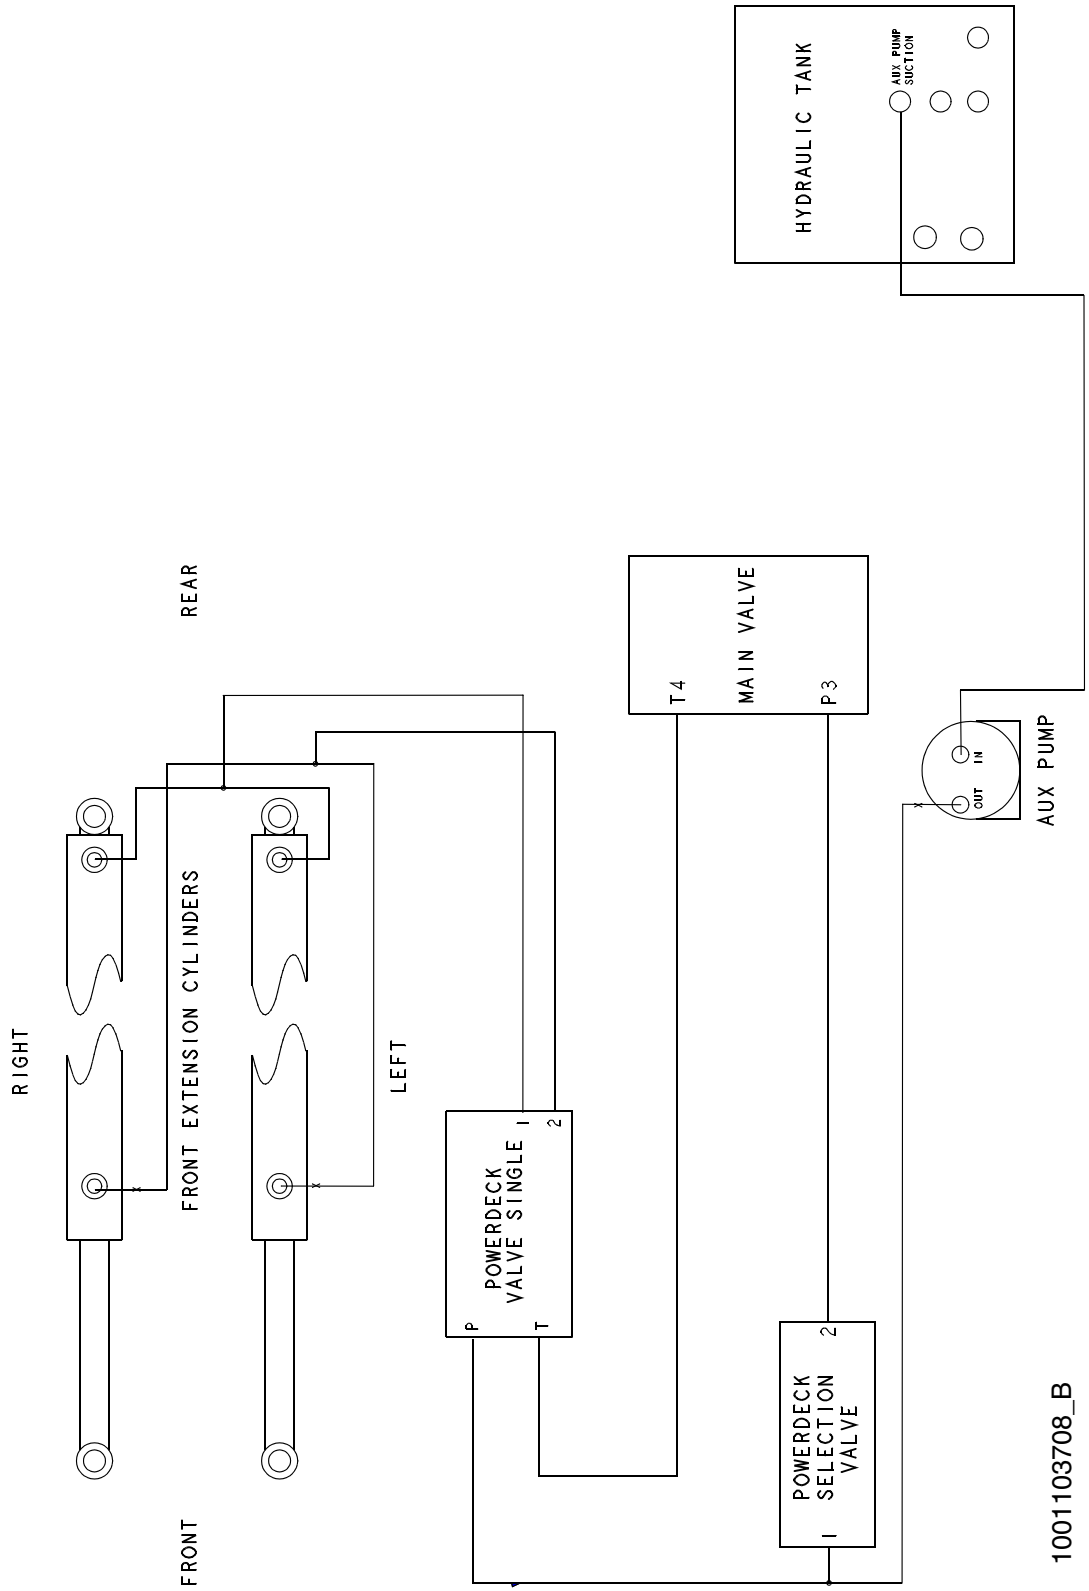 RIGHT
FRONT
FRONT EXTENSION CYLINDERS
REAR
LEFT
POWERDECK
VALVE SINGLE
P
T
1
2
T4
MAIN VALVE
P3
POWERDECK
SELECTION
VALVE
1
2
HYDRAULIC TANK
AUX PUMP
SUCTION
OUT
IN
AUX PUMP
1001103708_B